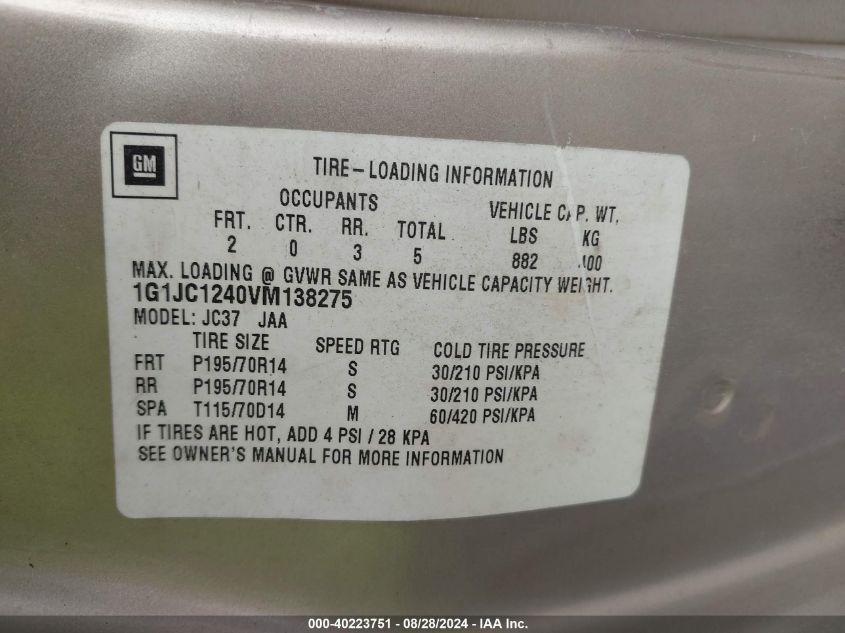 GM
TIRE-LOADING INFORMATION
OCCUPANTS VEHICLE CAP. WT.
FRT. CTR. RR. TOTAL LBS KG
2 0 3 5 882 400
MAX. LOADING @ GVWR SAME AS VEHICLE CAPACITY WEIGHT.
1G1JC1240VM138275
MODEL: JC37 JAA
TIRE SIZE SPEED RTG COLD TIRE PRESSURE
FRT P195/70R14 S 30/210 PSI/KPA
RR P195/70R14 S 30/210 PSI/KPA
SPA T115/70D14 M 60/420 PSI/KPA
IF TIRES ARE HOT, ADD 4 PSI / 28 KPA
SEE OWNER'S MANUAL FOR MORE INFORMATION
000-40223751 - 08/28/2024 - IAA Inc.